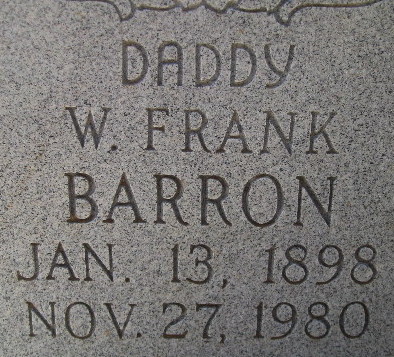 DADDY
W. FRANK
BARRON
JAN. 13, 1898
NOV. 27, 1980